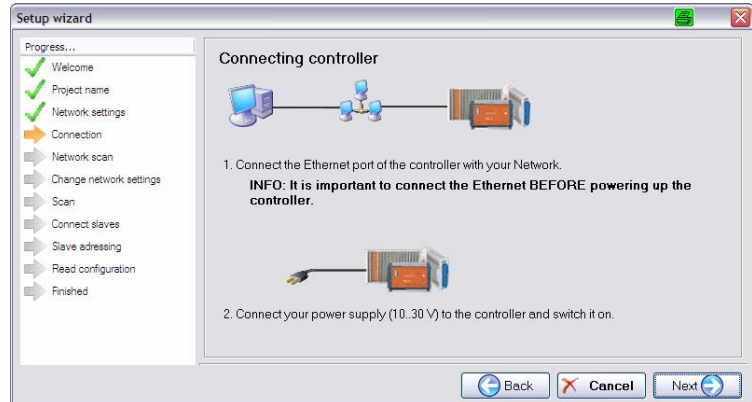 Setup wizard
Progress...
Welcome
Project name
Network settings
Connection
Network scan
Change network settings
Scan
Connect slaves
Slave adressing
Read configuration
Finished
Connecting controller
1. Connect the Ethernet port of the controller with your Network.
INFO: It is important to connect the Ethernet BEFORE powering up the
controller.
2. Connect your power supply (10..30 V) to the controller and switch it on.
Back
Cancel
Next